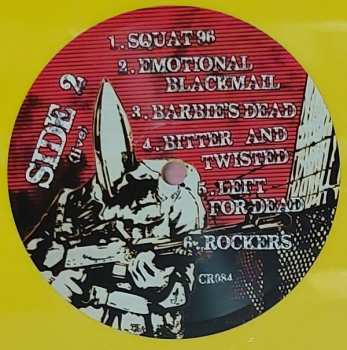 SIDE 2
(live)
1. SQUAT 96
2. EMOTIONAL
BLACKMAIL
3. BARBIE'S DEAD
4. BITTER AND
TWISTED
5. LEFT
FOR DEAD
6. ROCKERS
CR084